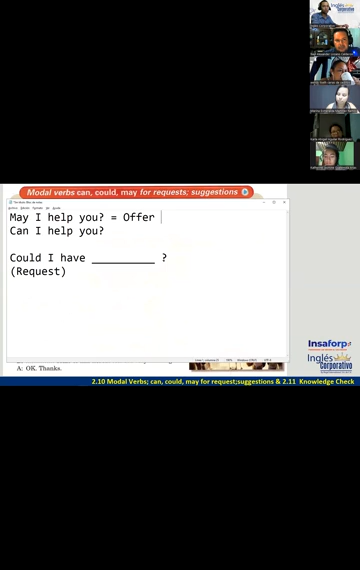 Inglés
Corporativo
Modal verbs can, could, may for requests; suggestions
May I help you? = Offer
Can I help you?
Could I have __________ ?
(Request)
A: OK. Thanks.
Insaforp
Inglés
Corporativo
2.10 Modal Verbs; can, could, may for request;suggestions & 2.11 Knowledge Check